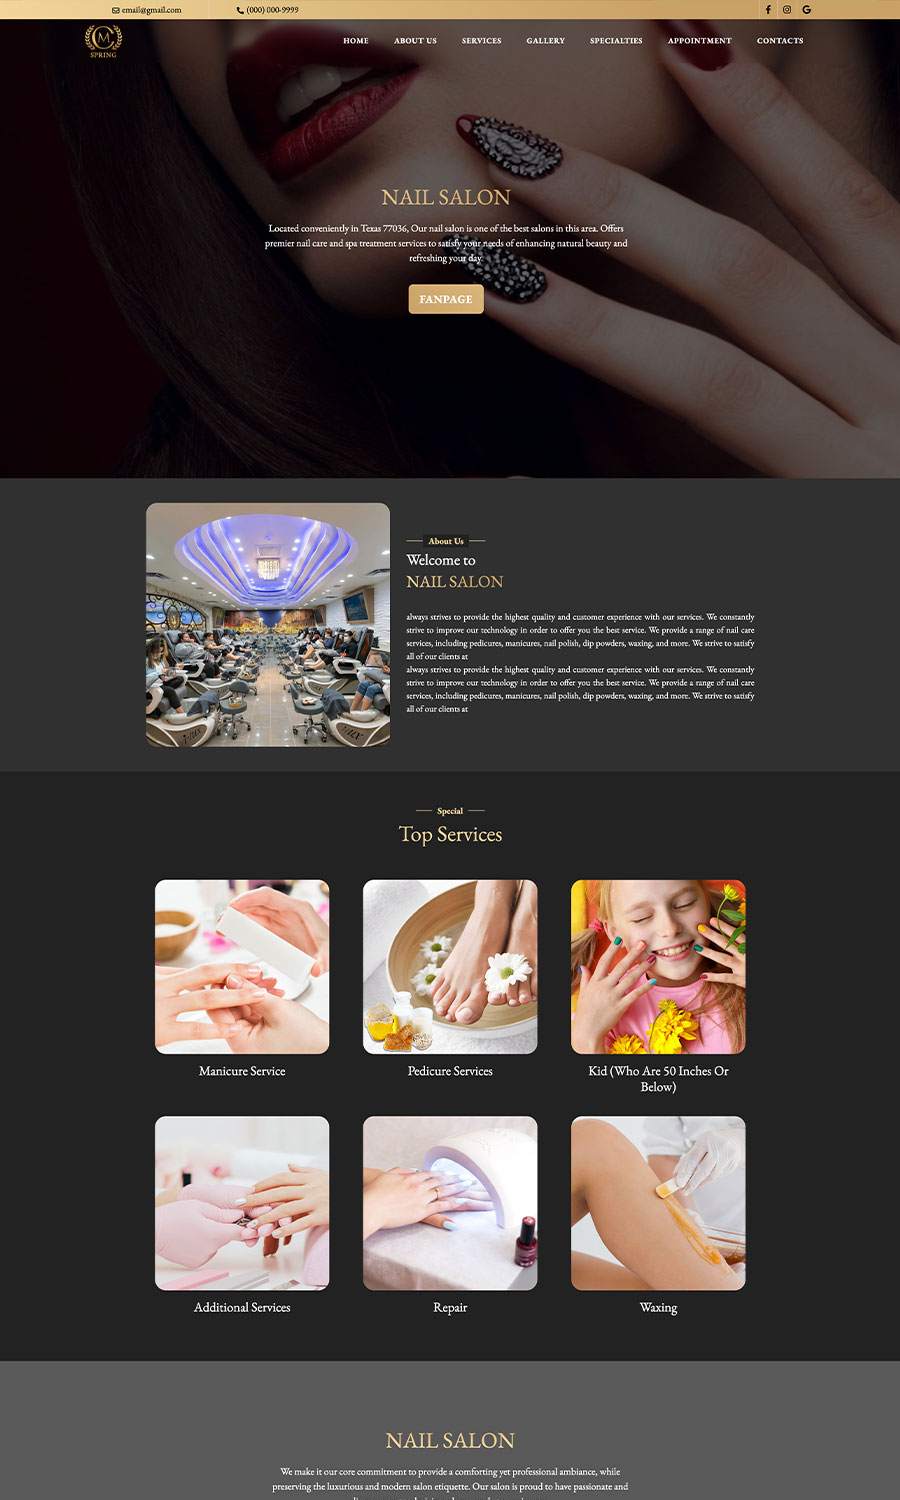 email@gmail.com
(000) 000-9999
SPRING
HOME
ABOUT US
SERVICES
GALLERY
SPECIALTIES
APPOINTMENT
CONTACTS
NAIL SALON
Located conveniently in Texas 77036, Our nail salon is one of the best salons in this area. Offers
premier nail care and spa treatment services to satisfy your needs of enhancing natural beauty and
refreshing your day.
FANPAGE
About Us
Welcome to
NAIL SALON
always strives to provide the highest quality and customer experience with our services. We constantly
strive to improve our technology in order to offer you the best service. We provide a range of nail care
services, including pedicures, manicures, nail polish, dip powders, waxing, and more. We strive to satisfy
all of our clients at
always strives to provide the highest quality and customer experience with our services. We constantly
strive to improve our technology in order to offer you the best service. We provide a range of nail care
services, including pedicures, manicures, nail polish, dip powders, waxing, and more. We strive to satisfy
all of our clients at
Special
Top Services
Manicure Service
Pedicure Services
Kid (Who Are 50 Inches Or
Below)
Additional Services
Repair
Waxing
NAIL SALON
We make it our core commitment to provide a comforting yet professional ambiance, while
preserving the luxurious and modern salon etiquette. Our salon is proud to have passionate and